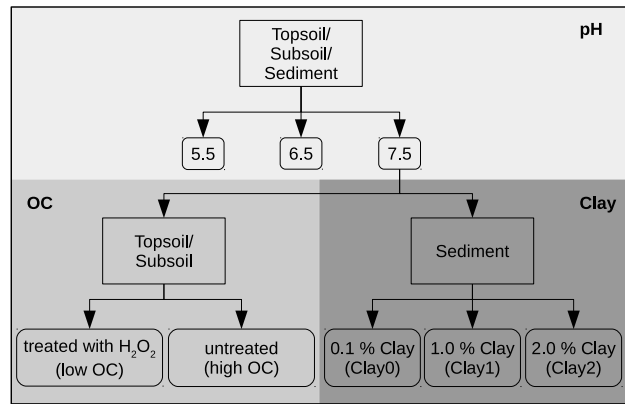 pH
Topsoil/
Subsoil/
Sediment
5.5
6.5
7.5
OC
Clay
Topsoil/
Subsoil
Sediment
treated with H₂O₂
(low OC)
untreated
(high OC)
0.1 % Clay
(Clay0)
1.0 % Clay
(Clay1)
2.0 % Clay
(Clay2)